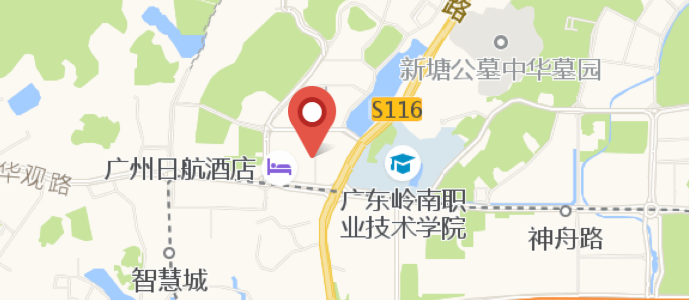 路
新塘公墓中华墓园
S116
广州日航酒店
华观路
广东岭南职
业技术学院
神舟路
智慧城